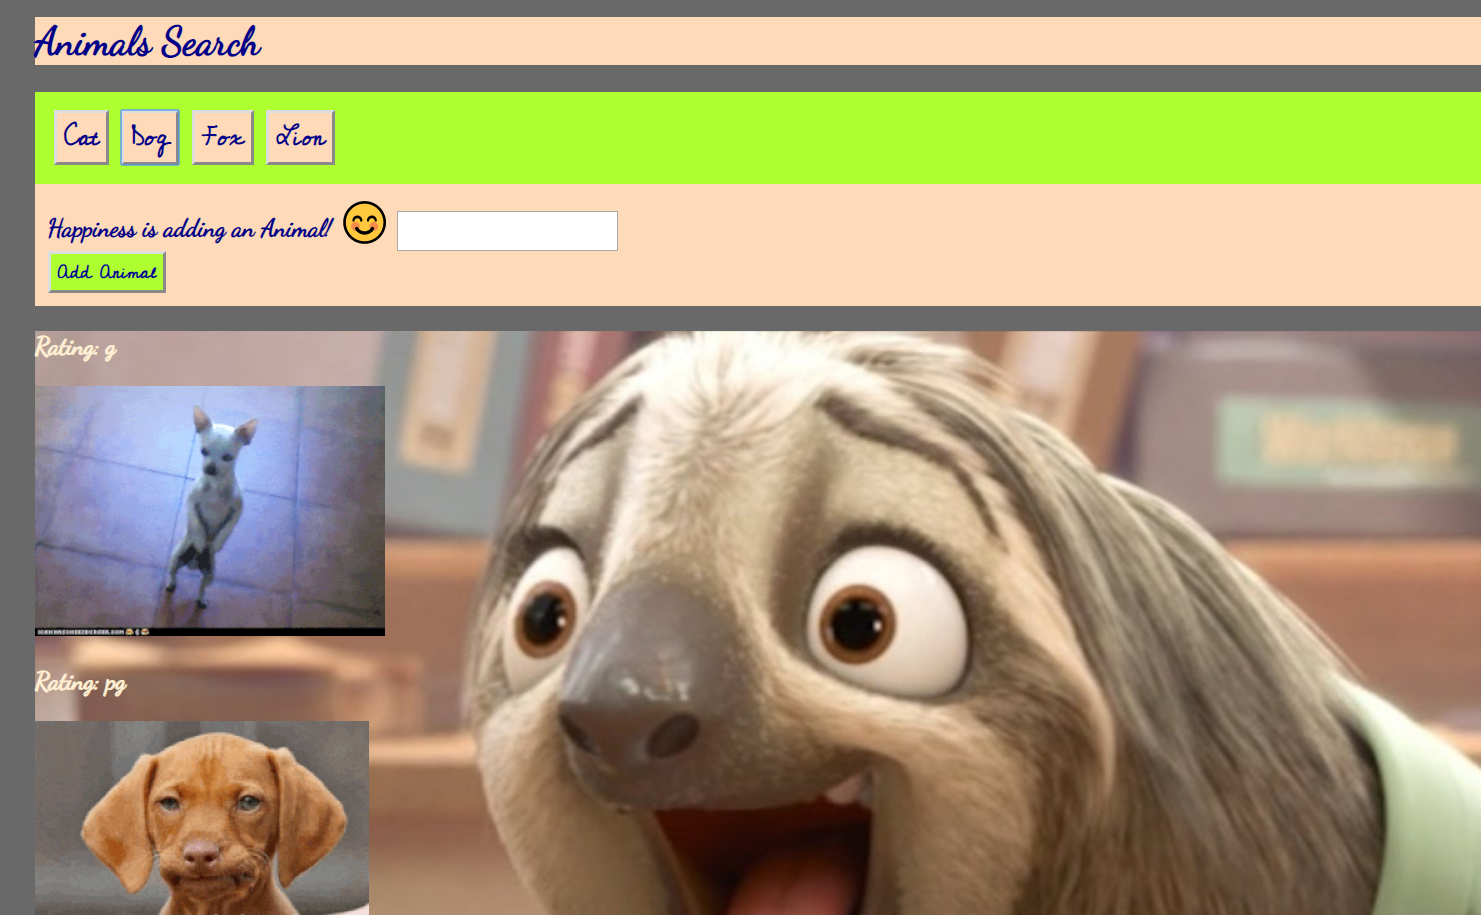 Animals Search
Cat Dog Fox Lion
Happiness is adding an Animal!
Add Animal
Rating: g
Rating: pg